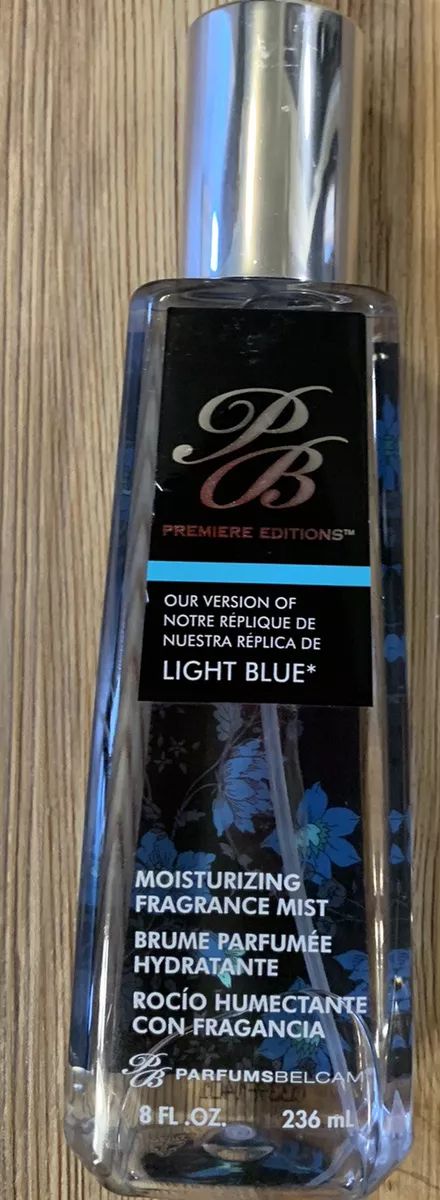 PB
PREMIERE EDITIONS™
OUR VERSION OF
NOTRE RÉPLIQUE DE
NUESTRA RÉPLICA DE
LIGHT BLUE*
MOISTURIZING
FRAGRANCE MIST
BRUME PARFUMÉE
HYDRATANTE
ROCÍO HUMECTANTE
CON FRAGANCIA
PB PARFUMSBELCAM
8 FL .OZ. 236 mL